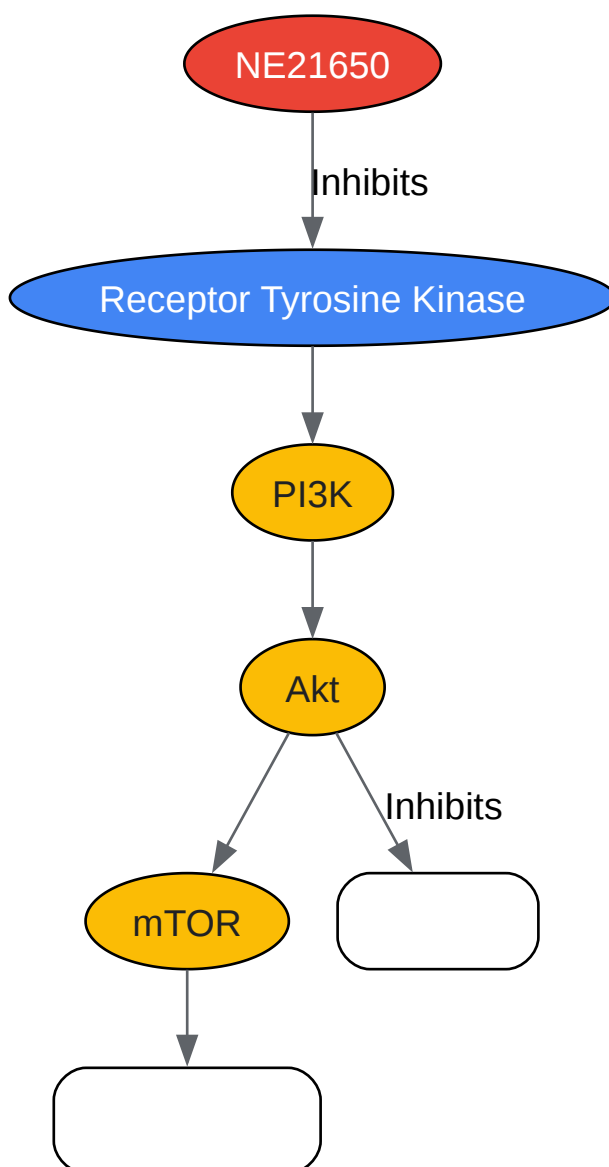 NE21650
Inhibits
Receptor Tyrosine Kinase
PI3K
Akt
Inhibits
mTOR